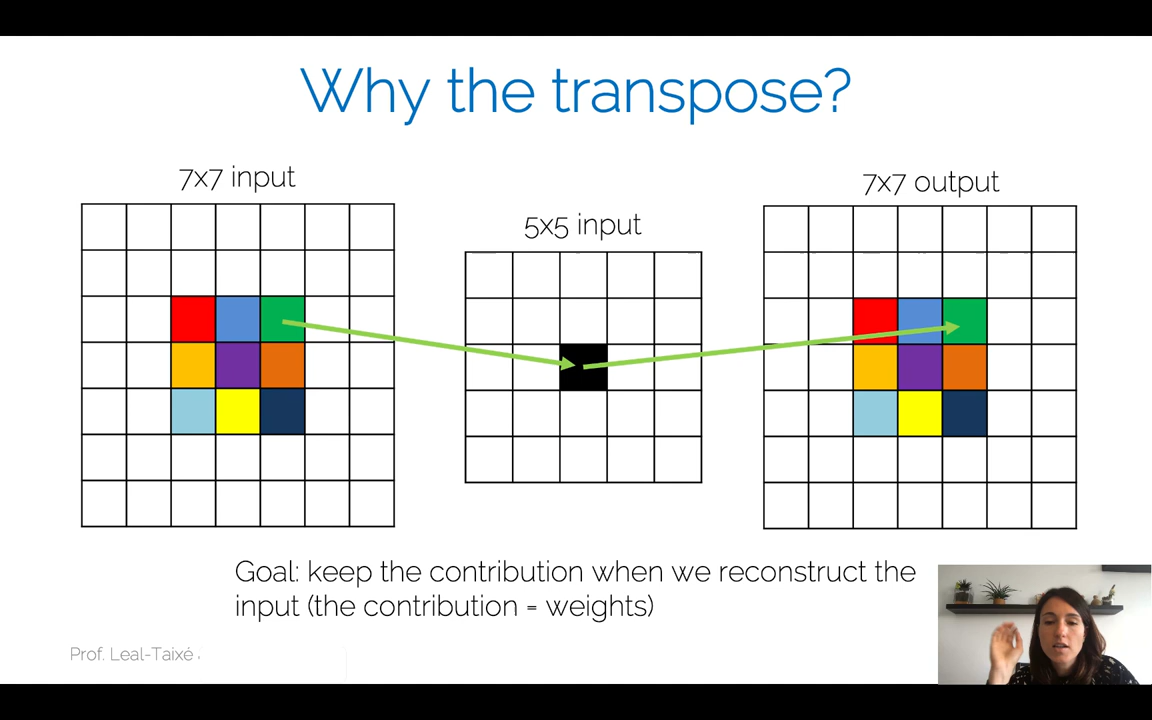 Why the transpose?
7x7 input
5x5 input
7x7 output
Goal: keep the contribution when we reconstruct the
input (the contribution = weights)
Prof. Leal-Taixé